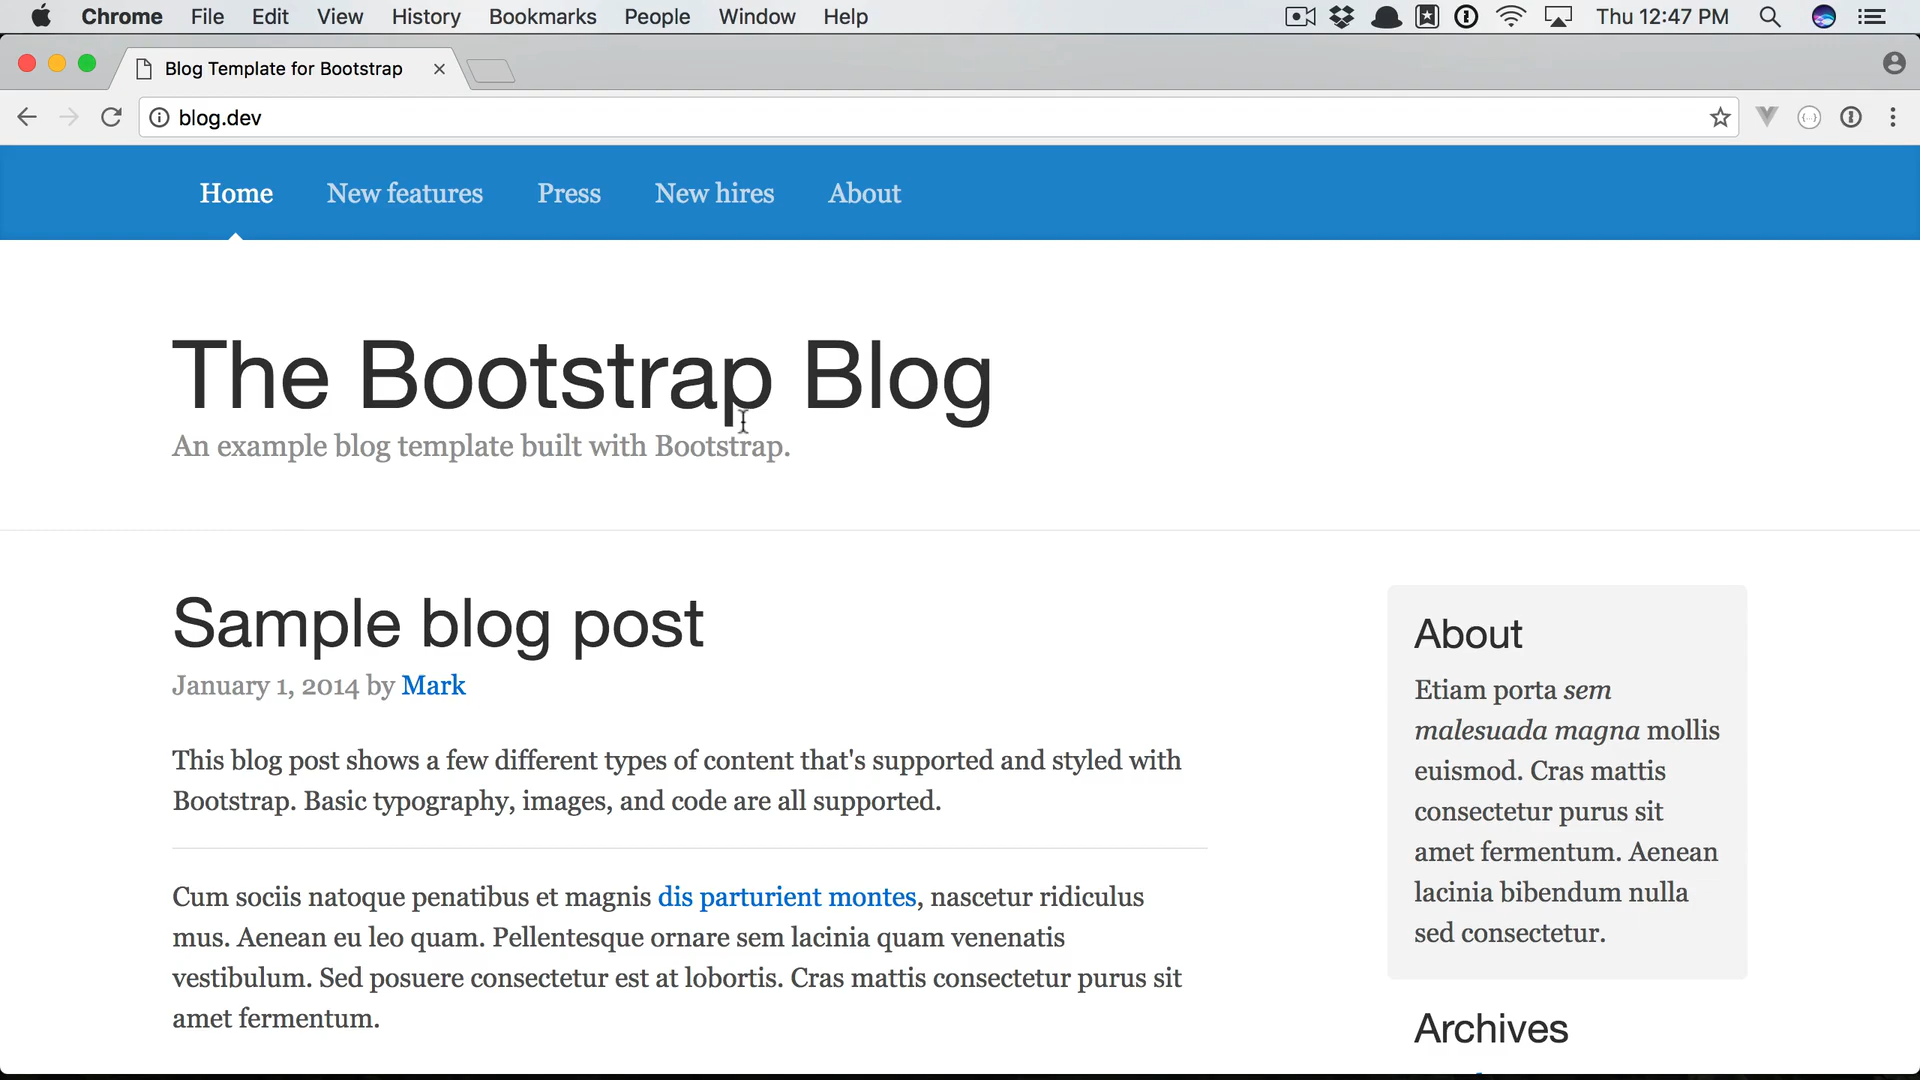 Chrome File Edit View History Bookmarks People Window Help Thu 12:47 PM
Blog Template for Bootstrap
blog.dev
Home New features Press New hires About
The Bootstrap Blog
An example blog template built with Bootstrap.
Sample blog post
January 1, 2014 by Mark
This blog post shows a few different types of content that's supported and styled with
Bootstrap. Basic typography, images, and code are all supported.
Cum sociis natoque penatibus et magnis dis parturient montes, nascetur ridiculus
mus. Aenean eu leo quam. Pellentesque ornare sem lacinia quam venenatis
vestibulum. Sed posuere consectetur est at lobortis. Cras mattis consectetur purus sit
amet fermentum.
About
Etiam porta sem
malesuada magna mollis
euismod. Cras mattis
consectetur purus sit
amet fermentum. Aenean
lacinia bibendum nulla
sed consectetur.
Archives